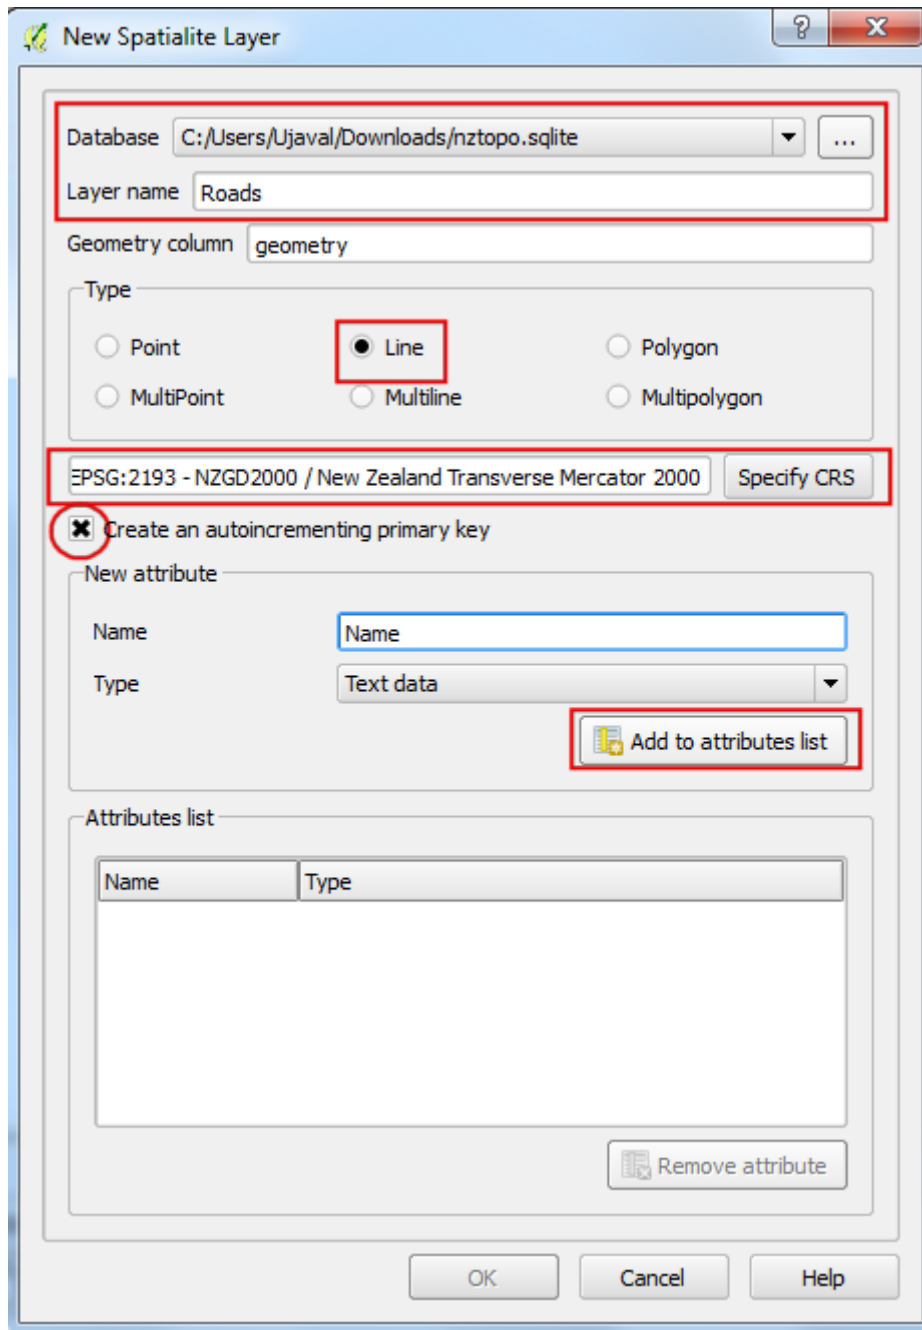 New Spatialite Layer
Database C:/Users/Ujaval/Downloads/nztopo.sqlite ...
Layer name Roads
Geometry column geometry
Type
Point Line Polygon
MultiPoint Multiline Multipolygon
EPSG:2193 - NZGD2000 / New Zealand Transverse Mercator 2000 Specify CRS
Create an autoincrementing primary key
New attribute
Name Name
Type Text data
Add to attributes list
Attributes list
Name Type
Remove attribute
OK Cancel Help